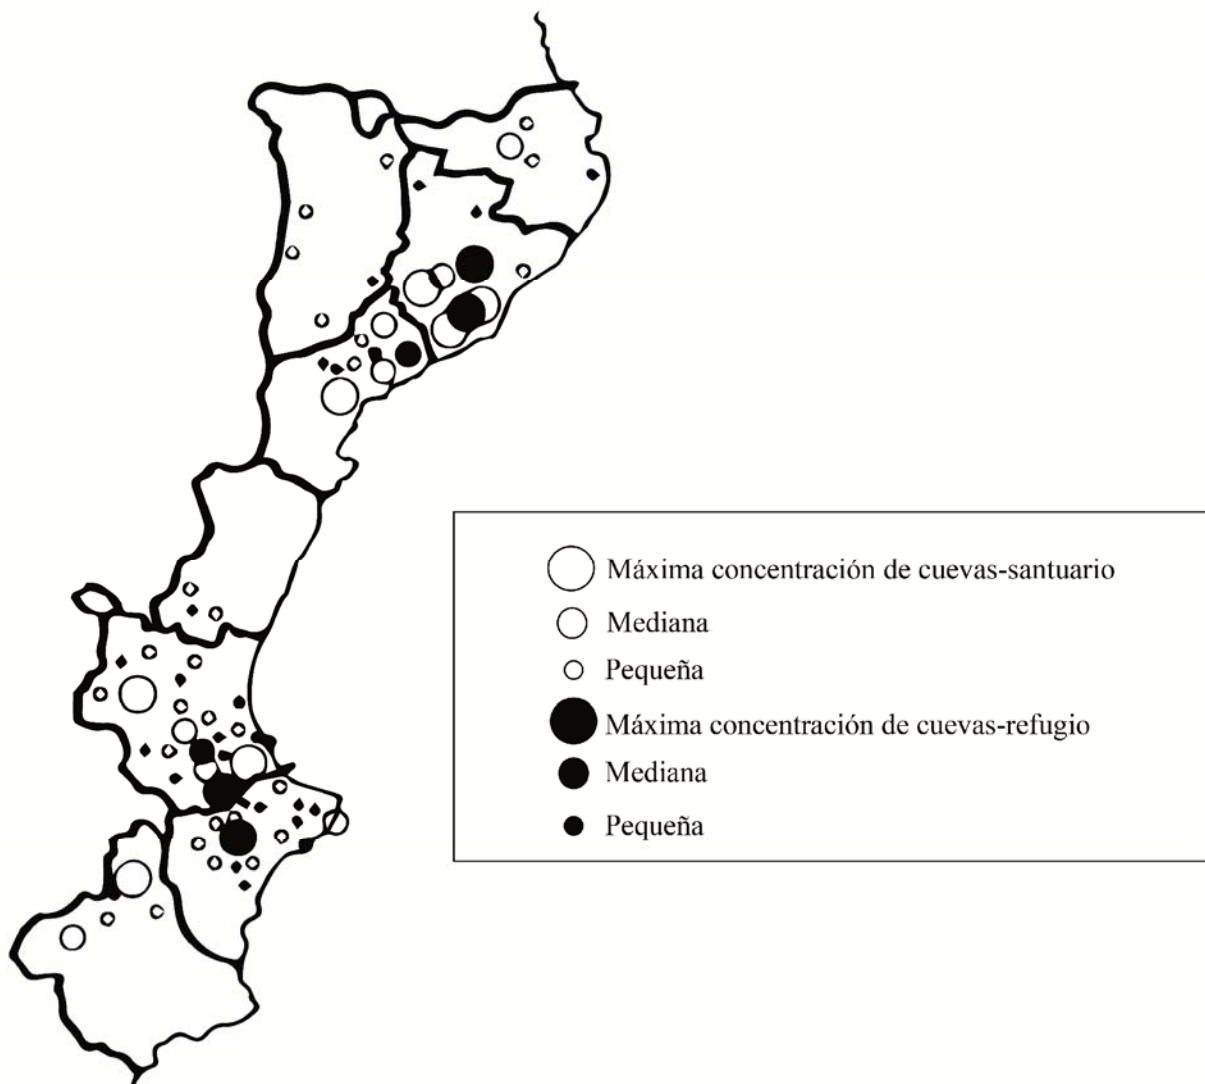 Máxima concentración de cuevas-santuario
Mediana
Pequeña
Máxima concentración de cuevas-refugio
Mediana
Pequeña